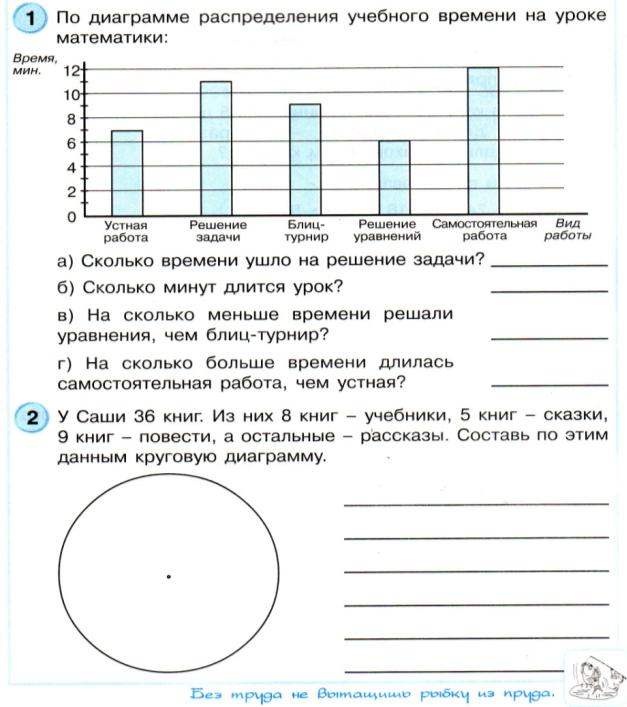 1 По диаграмме распределения учебного времени на уроке
математики:
Время,
мин.
12
10
8
6
4
2
0
Устная
работа
Решение
задачи
Блиц-
турнир
Решение
уравнений
Самостоятельная
работа
Вид
работы
а) Сколько времени ушло на решение задачи?
б) Сколько минут длится урок?
в) На сколько меньше времени решали
уравнения, чем блиц-турнир?
г) На сколько больше времени длилась
самостоятельная работа, чем устная?
2 У Саши 36 книг. Из них 8 книг – учебники, 5 книг – сказки,
9 книг – повести, а остальные – рассказы. Составь по этим
данным круговую диаграмму.
Без труда не вытащишь рыбку из пруда.